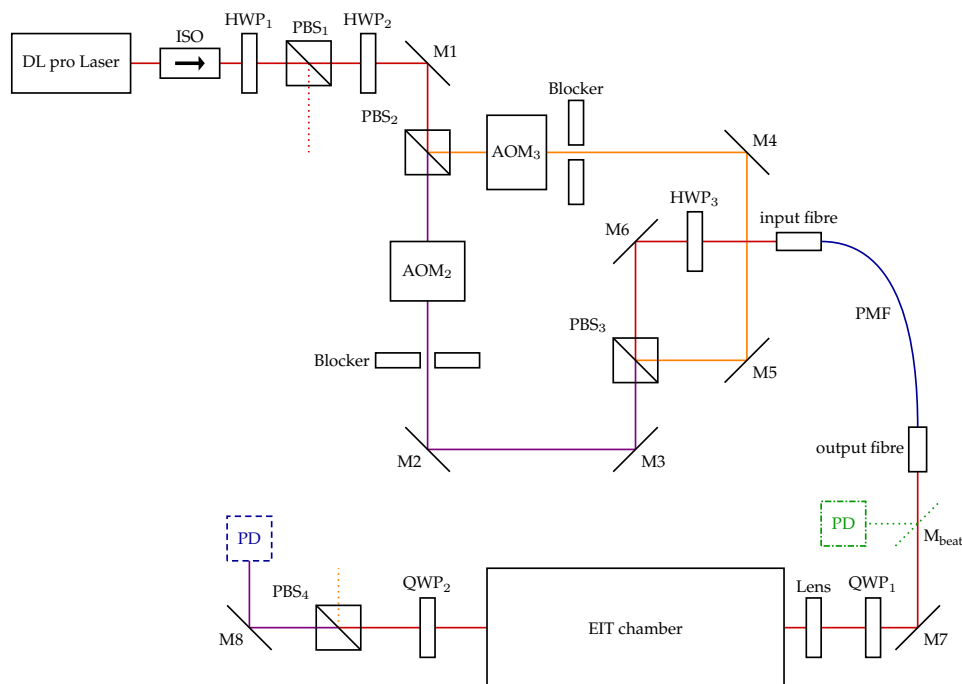 HWP₁
PBS₁
HWP₂
ISO
M1
DL pro Laser
Blocker
PBS₂
M4
AOM₃
HWP₃
input fibre
M6
AOM₂
PMF
PBS₃
Blocker
M5
M2
M3
output fibre
PD
PD
M_beat
QWP₂
Lens
QWP₁
PBS₄
EIT chamber
M8
M7